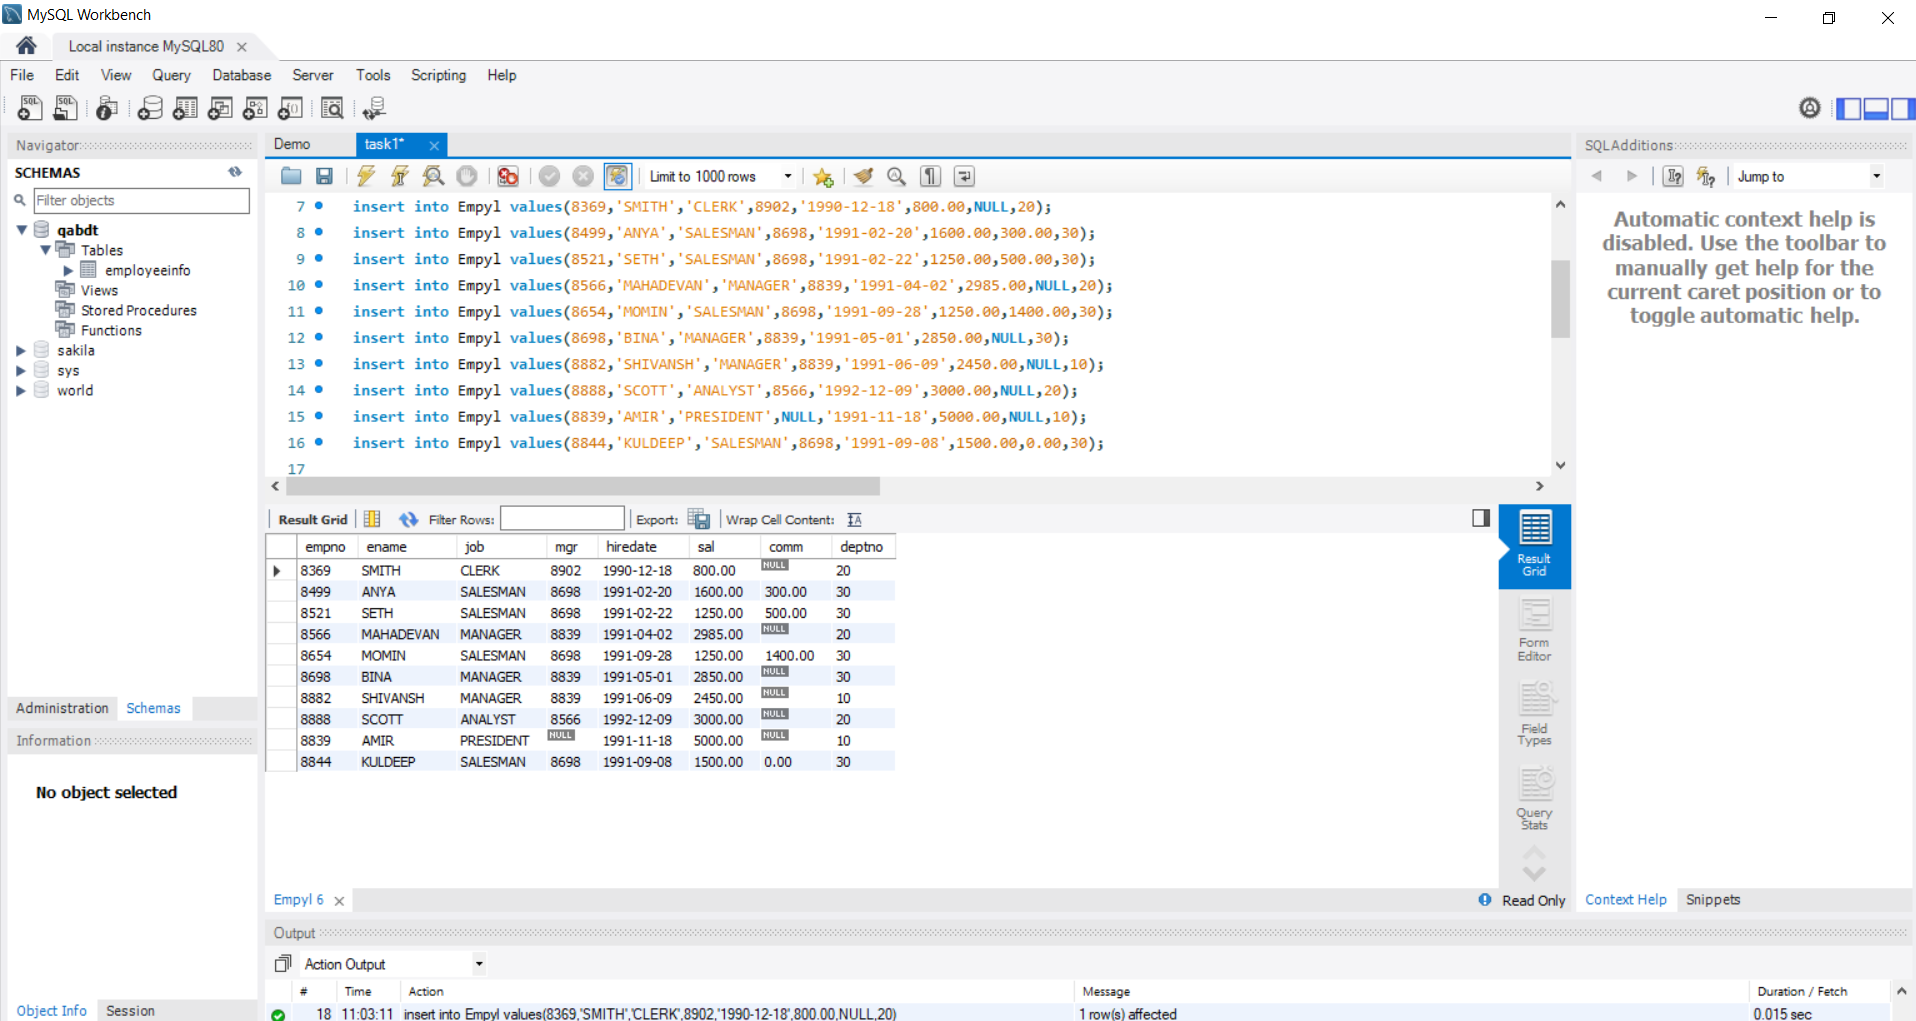 MySQL Workbench
Local instance MySQL80
File Edit View Query Database Server Tools Scripting Help
Navigator
SCHEMAS
Filter objects
qabdt
Tables
employeeinfo
Views
Stored Procedures
Functions
sakila
sys
world
Administration Schemas
Information
No object selected
Object Info Session
Demo task1*
Limit to 1000 rows
7 insert into Empyl values(8369,'SMITH','CLERK',8902,'1990-12-18',800.00,NULL,20);
8 insert into Empyl values(8499,'ANYA','SALESMAN',8698,'1991-02-20',1600.00,300.00,30);
9 insert into Empyl values(8521,'SETH','SALESMAN',8698,'1991-02-22',1250.00,500.00,30);
10 insert into Empyl values(8566,'MAHADEVAN','MANAGER',8839,'1991-04-02',2985.00,NULL,20);
11 insert into Empyl values(8654,'MOMIN','SALESMAN',8698,'1991-09-28',1250.00,1400.00,30);
12 insert into Empyl values(8698,'BINA','MANAGER',8839,'1991-05-01',2850.00,NULL,30);
13 insert into Empyl values(8882,'SHIVANSH','MANAGER',8839,'1991-06-09',2450.00,NULL,10);
14 insert into Empyl values(8888,'SCOTT','ANALYST',8566,'1992-12-09',3000.00,NULL,20);
15 insert into Empyl values(8839,'AMIR','PRESIDENT',NULL,'1991-11-18',5000.00,NULL,10);
16 insert into Empyl values(8844,'KULDEEP','SALESMAN',8698,'1991-09-08',1500.00,0.00,30);
17
Result Grid Filter Rows: Export: Wrap Cell Content:
empno ename job mgr hiredate sal comm deptno
8369 SMITH CLERK 8902 1990-12-18 800.00 NULL 20
8499 ANYA SALESMAN 8698 1991-02-20 1600.00 300.00 30
8521 SETH SALESMAN 8698 1991-02-22 1250.00 500.00 30
8566 MAHADEVAN MANAGER 8839 1991-04-02 2985.00 NULL 20
8654 MOMIN SALESMAN 8698 1991-09-28 1250.00 1400.00 30
8698 BINA MANAGER 8839 1991-05-01 2850.00 NULL 30
8882 SHIVANSH MANAGER 8839 1991-06-09 2450.00 NULL 10
8888 SCOTT ANALYST 8566 1992-12-09 3000.00 NULL 20
8839 AMIR PRESIDENT NULL 1991-11-18 5000.00 NULL 10
8844 KULDEEP SALESMAN 8698 1991-09-08 1500.00 0.00 30
Result
Grid
Form
Editor
Field
Types
Query
Stats
Empyl 6 Read Only
Output
Action Output
# Time Action Message Duration / Fetch
18 11:03:11 insert into Empyl values(8369,'SMITH','CLERK',8902,'1990-12-18',800.00,NULL,20) 1 row(s) affected 0.015 sec
SQLAdditions
Jump to
Automatic context help is
disabled. Use the toolbar to
manually get help for the
current caret position or to
toggle automatic help.
Context Help Snippets